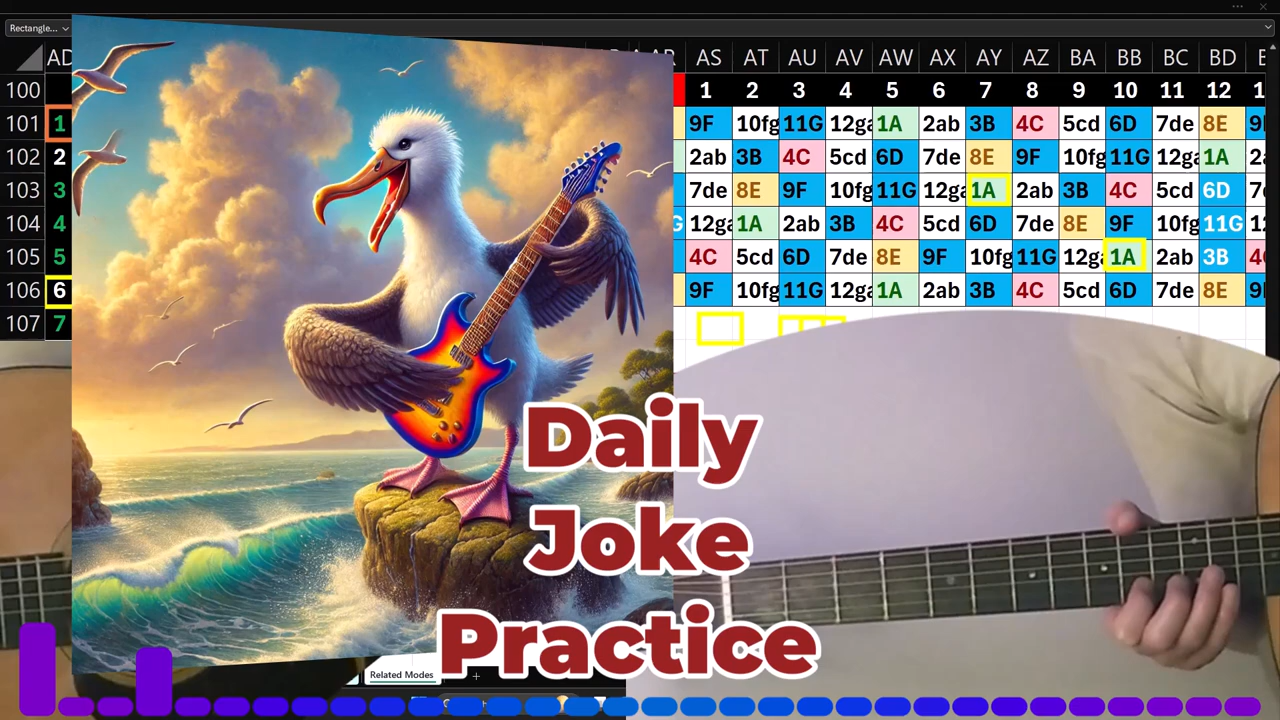 Rectangle...
AD AS AT AU AV AW AX AY AZ BA BB BC BD
100 1 2 3 4 5 6 7 8 9 10 11 12
101 1 9F 10fg 11G 12ga 1A 2ab 3B 4C 5cd 6D 7de 8E
102 2 2ab 3B 4C 5cd 6D 7de 8E 9F 10fg 11G 12ga 1A
103 3 7de 8E 9F 10fg 11G 12ga 1A 2ab 3B 4C 5cd 6D
104 4 12ga 1A 2ab 3B 4C 5cd 6D 7de 8E 9F 10fg 11G
105 5 4C 5cd 6D 7de 8E 9F 10fg 11G 12ga 1A 2ab 3B
106 6 9F 10fg 11G 12ga 1A 2ab 3B 4C 5cd 6D 7de 8E
107 7
Daily
Joke
Practice
Related Modes